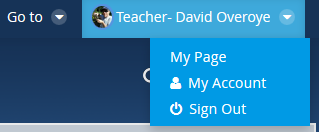 Go to Teacher- David Overoye
My Page
My Account
Sign Out